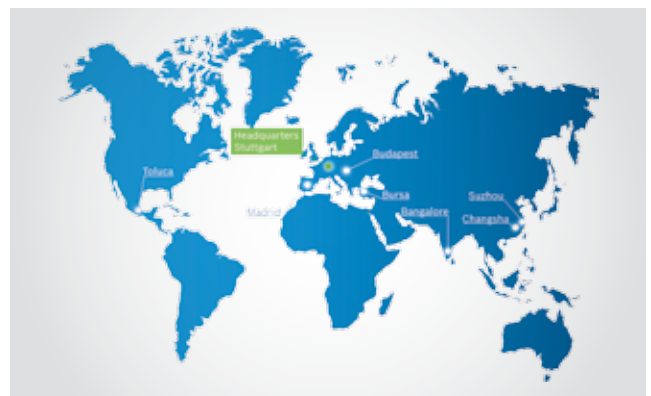 Headquarters
Stuttgart
Budapest
Toluca
Bursa
Suzhou
Madrid
Bangalore
Changsha